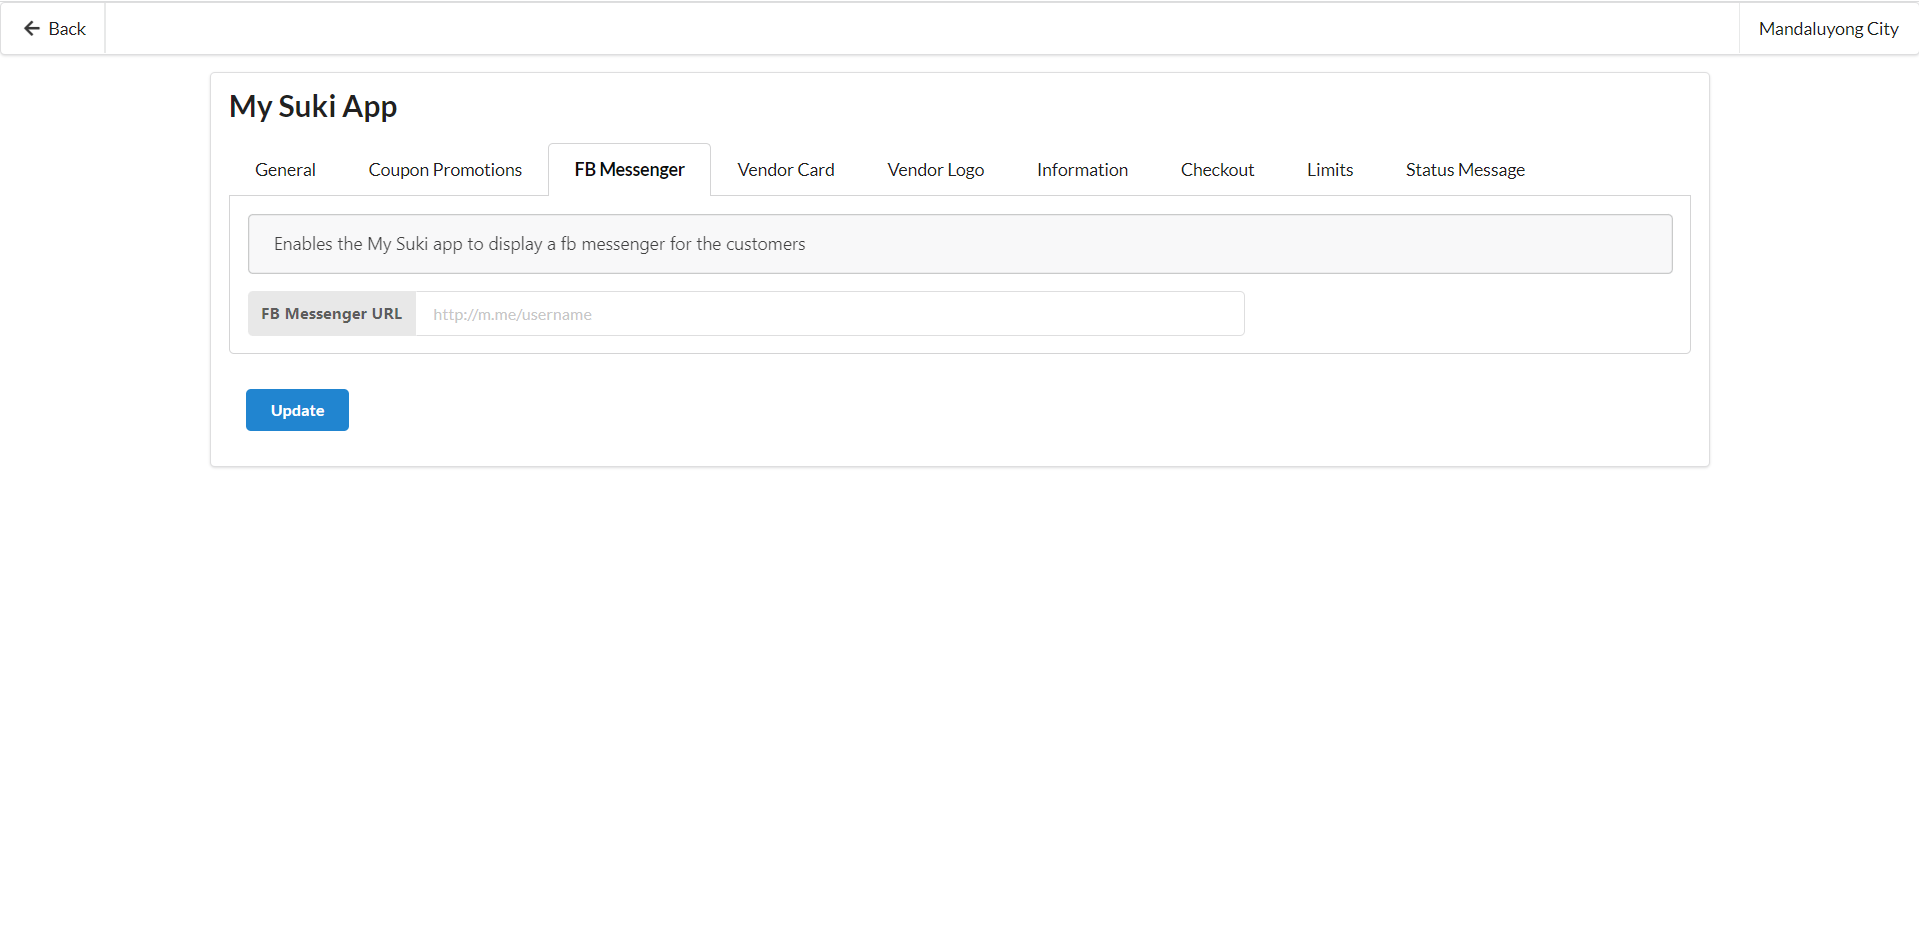 Back
Mandaluyong City
My Suki App
General
Coupon Promotions
FB Messenger
Vendor Card
Vendor Logo
Information
Checkout
Limits
Status Message
Enables the My Suki app to display a fb messenger for the customers
FB Messenger URL
http://m.me/username
Update